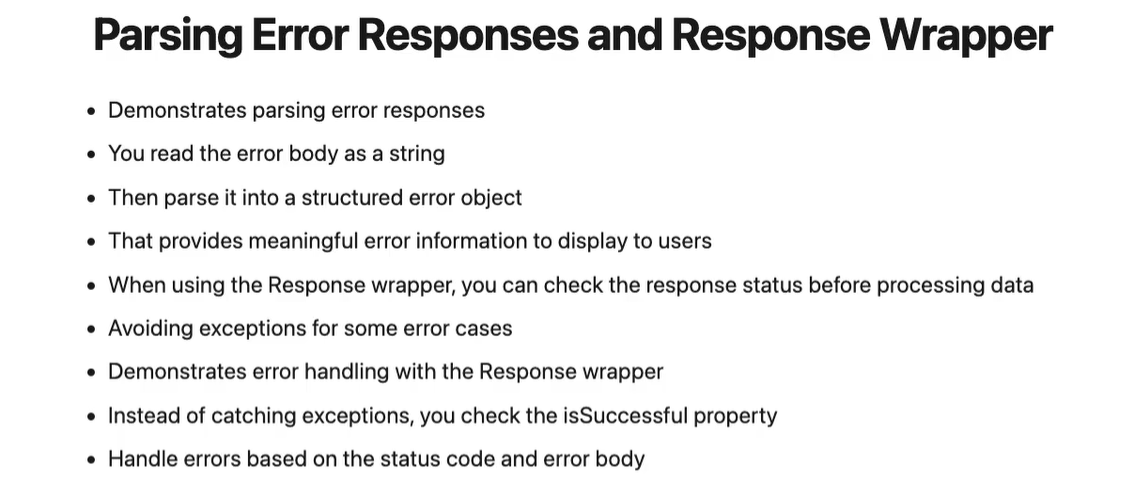 Parsing Error Responses and Response Wrapper
• Demonstrates parsing error responses
• You read the error body as a string
• Then parse it into a structured error object
• That provides meaningful error information to display to users
• When using the Response wrapper, you can check the response status before processing data
• Avoiding exceptions for some error cases
• Demonstrates error handling with the Response wrapper
• Instead of catching exceptions, you check the isSuccessful property
• Handle errors based on the status code and error body